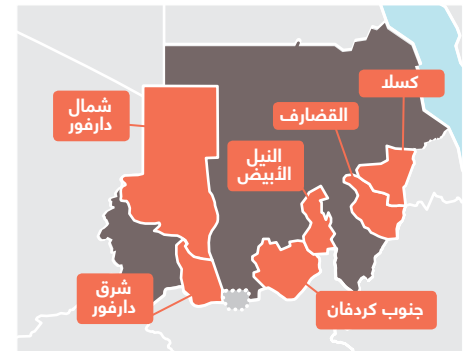 كسلا
القضارف
شمال
دارفور
النيل
الأبيض
شرق
دارفور
جنوب كردفان